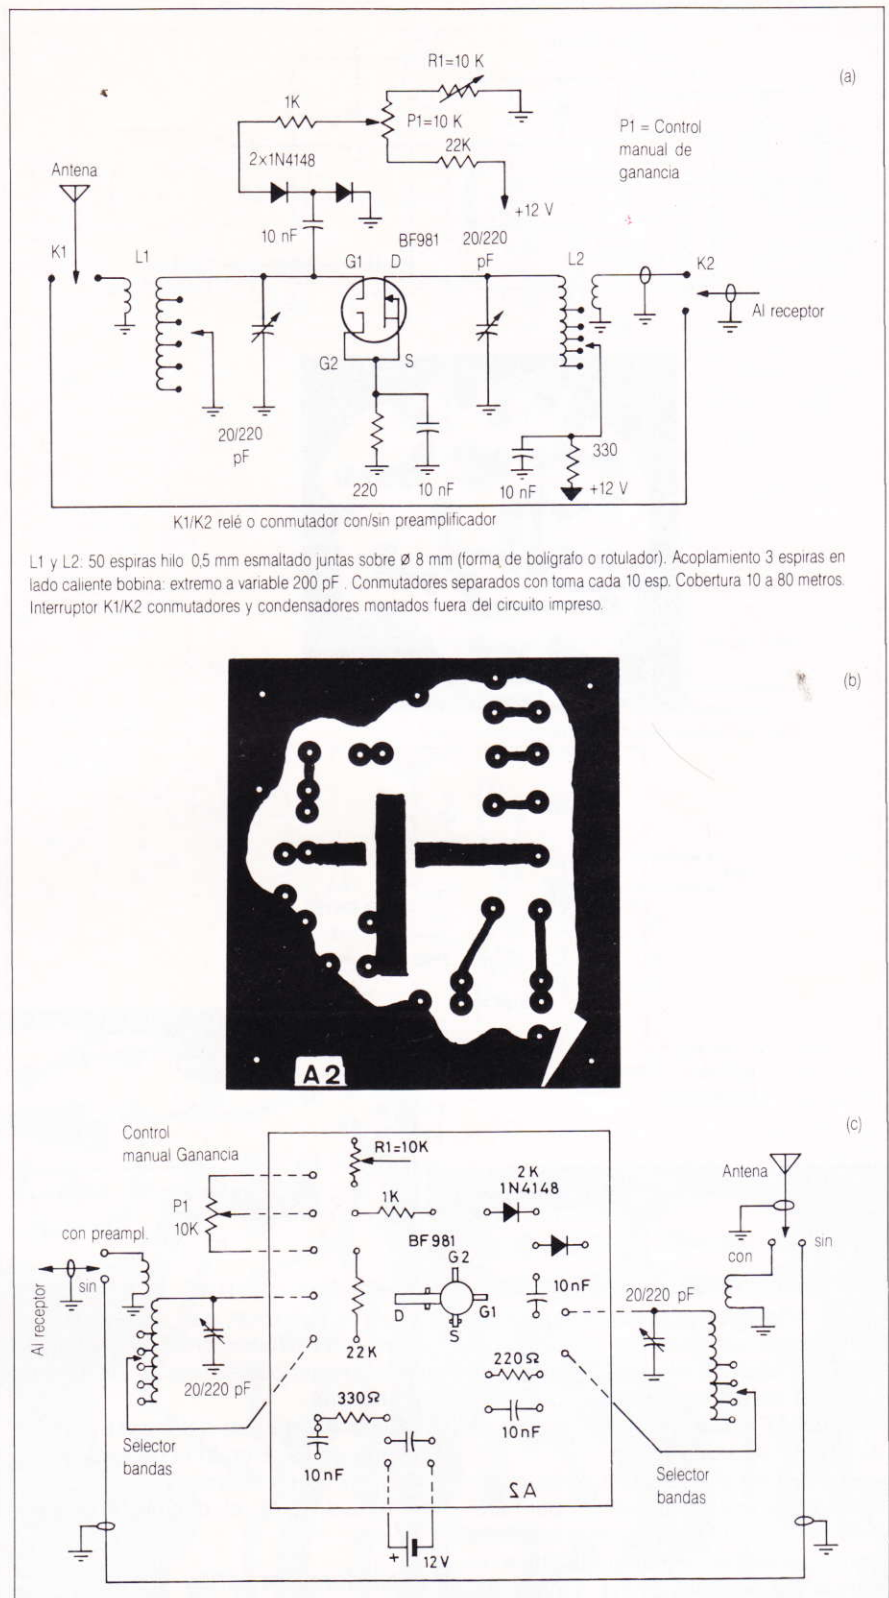 (a)
R1=10 K
1K
P1=10 K
P1 = Control
manual de
ganancia
22K
2×1N4148
Antena
+12 V
10 nF
BF981
20/220
pF
K1
L1
G1
D
L2
K2
Al receptor
G2
S
20/220
pF
220
10 nF
10 nF
330
+12 V
K1/K2 relé o conmutador con/sin preamplificador
L1 y L2: 50 espiras hilo 0,5 mm esmaltado juntas sobre Ø 8 mm (forma de bolígrafo o rotulador). Acoplamiento 3 espiras en
lado caliente bobina: extremo a variable 200 pF . Conmutadores separados con toma cada 10 esp. Cobertura 10 a 80 metros.
Interruptor K1/K2 conmutadores y condensadores montados fuera del circuito impreso.
(b)
A2
(c)
Control
manual Ganancia
R1=10K
P1
10K
1K
2K
1N4148
Antena
con preampl.
sin
Al receptor
BF981
G2
G1
D
S
10nF
con
sin
20/220 pF
20/220 pF
22K
220Ω
10nF
330Ω
10nF
Selector
bandas
Selector
bandas
A2
+
12V